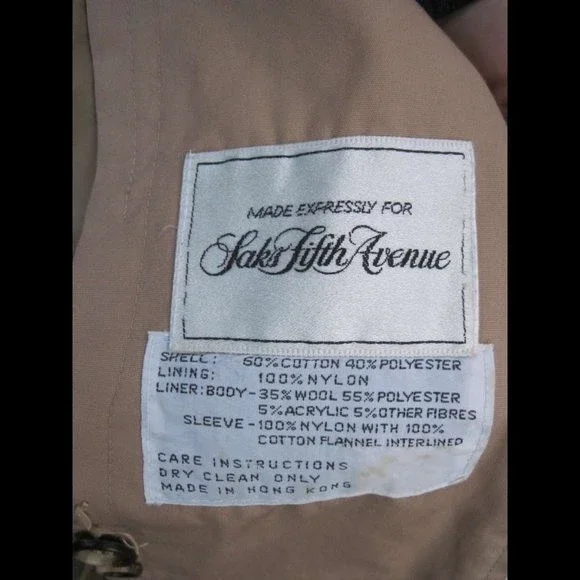 MADE EXPRESSLY FOR
Saks Fifth Avenue
SHELL: 60% COTTON 40% POLYESTER
LINING: 100% NYLON
LINER: BODY - 35% WOOL 55% POLYESTER
5% ACRYLIC 5% OTHER FIBRES
SLEEVE - 100% NYLON WITH 100%
COTTON FLANNEL INTERLINED
CARE INSTRUCTIONS
DRY CLEAN ONLY
MADE IN HONG KONG